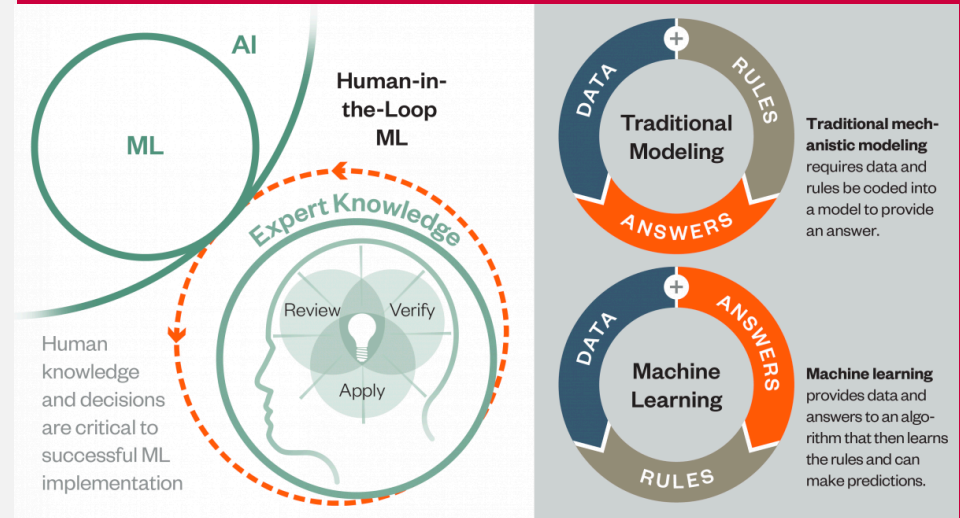 AI
ML
Human-in-
the-Loop
ML
Expert Knowledge
Review
Verify
Apply
Human
knowledge
and decisions
are critical to
successful ML
implementation
DATA
+
RULES
Traditional
Modeling
ANSWERS
Traditional mech-
anistic modeling
requires data and
rules be coded into
a model to provide
an answer.
DATA
+
ANSWERS
Machine
Learning
RULES
Machine learning
provides data and
answers to an algo-
rithm that then learns
the rules and can
make predictions.